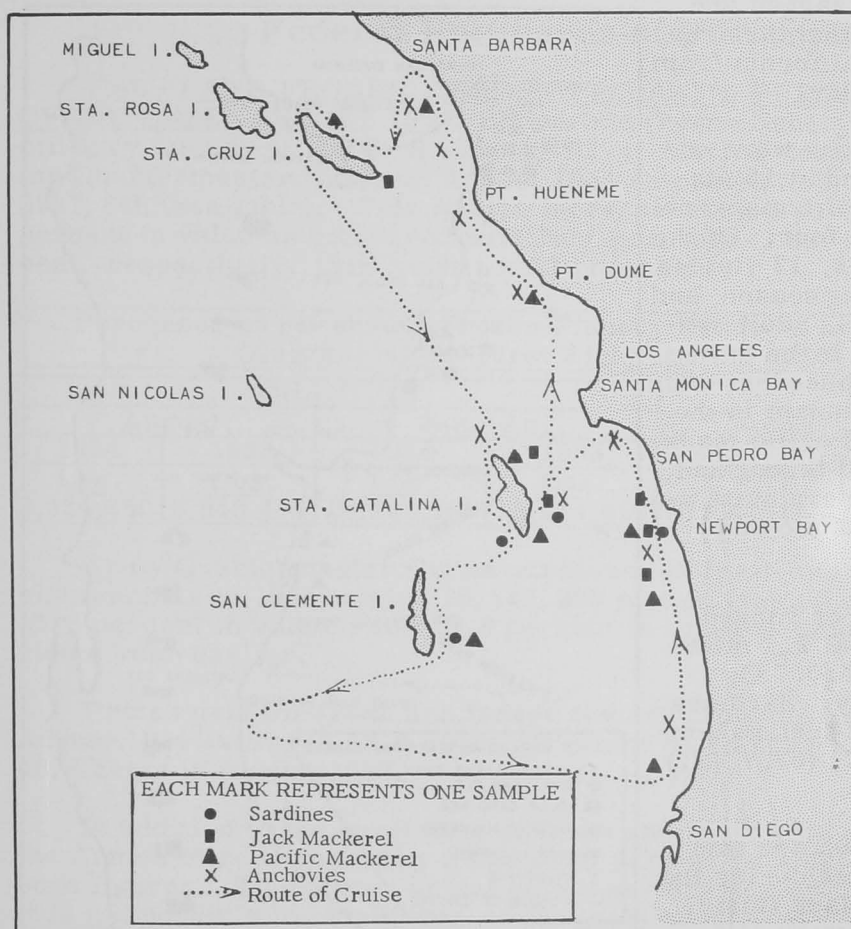 SANTA BARBARA
MIGUEL I.
STA. ROSA I.
STA. CRUZ I.
PT. HUENEME
PT. DUME
LOS ANGELES
SAN NICOLAS I.
SANTA MONICA BAY
SAN PEDRO BAY
STA. CATALINA I.
NEWPORT BAY
SAN CLEMENTE I.
EACH MARK REPRESENTS ONE SAMPLE
Sardines
Jack Mackerel
Pacific Mackerel
Anchovies
Route of Cruise
SAN DIEGO